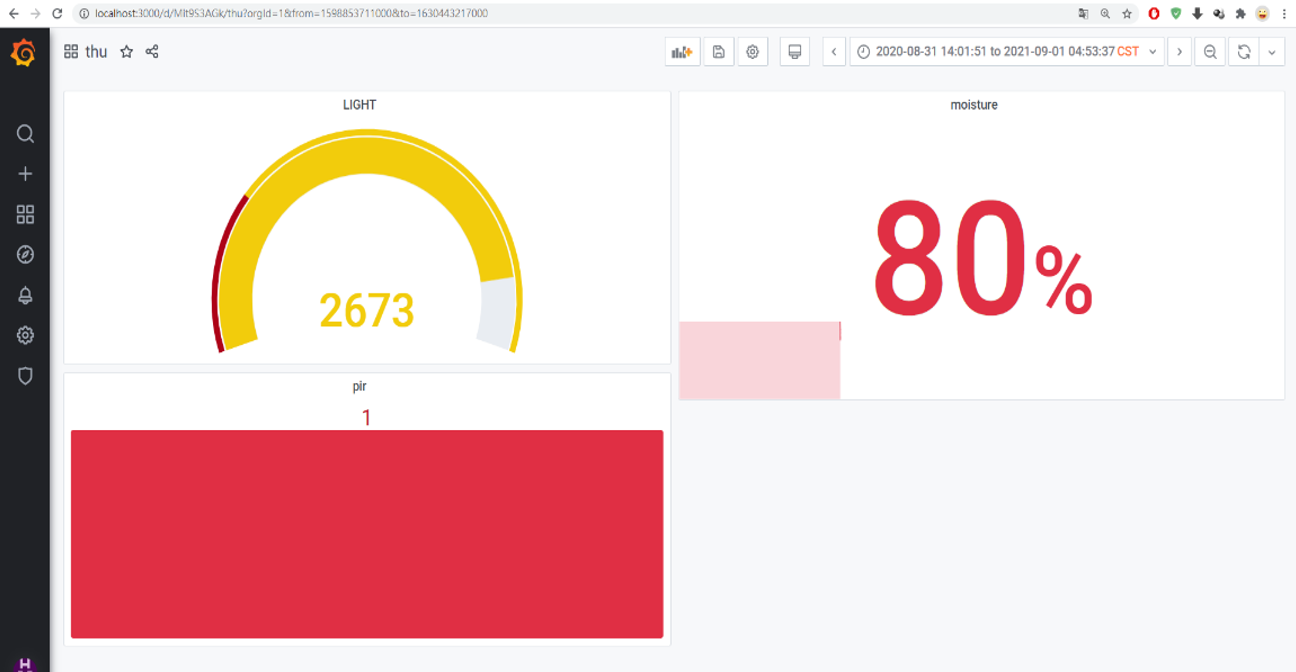 localhost:3000/d/Mlt9S3AGk/thu?orgId=1&from=1598853711000&to=1630443217000
thu
2020-08-31 14:01:51 to 2021-09-01 04:53:37 CST
LIGHT
2673
moisture
80%
pir
1
H